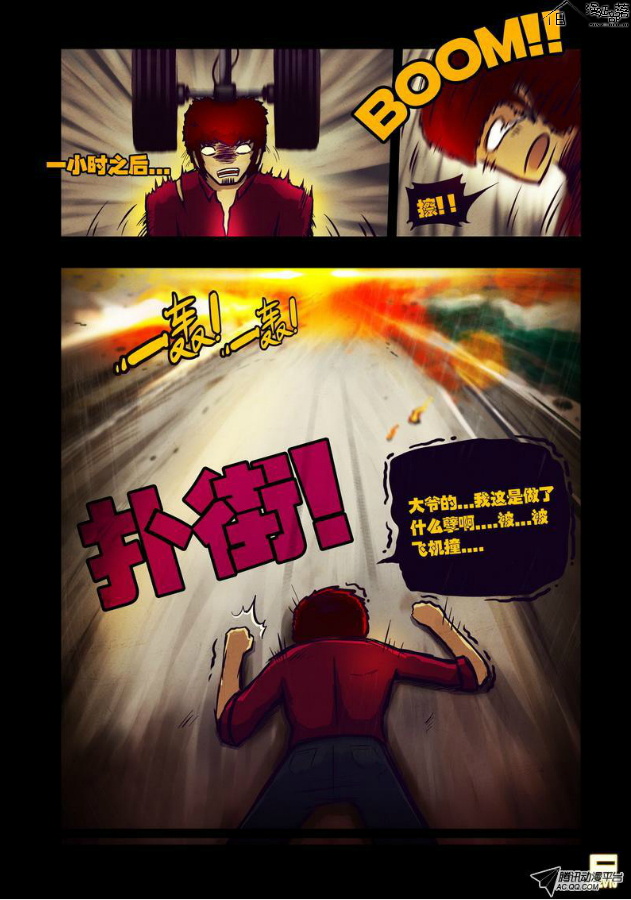 BOOM!!
一小时之后...
擦!!
一轰!
一轰!
扑街!
大爷的...我这是做了
什么孽啊....被...被
飞机撞....
腾讯动漫平台
AC.QQ.COM